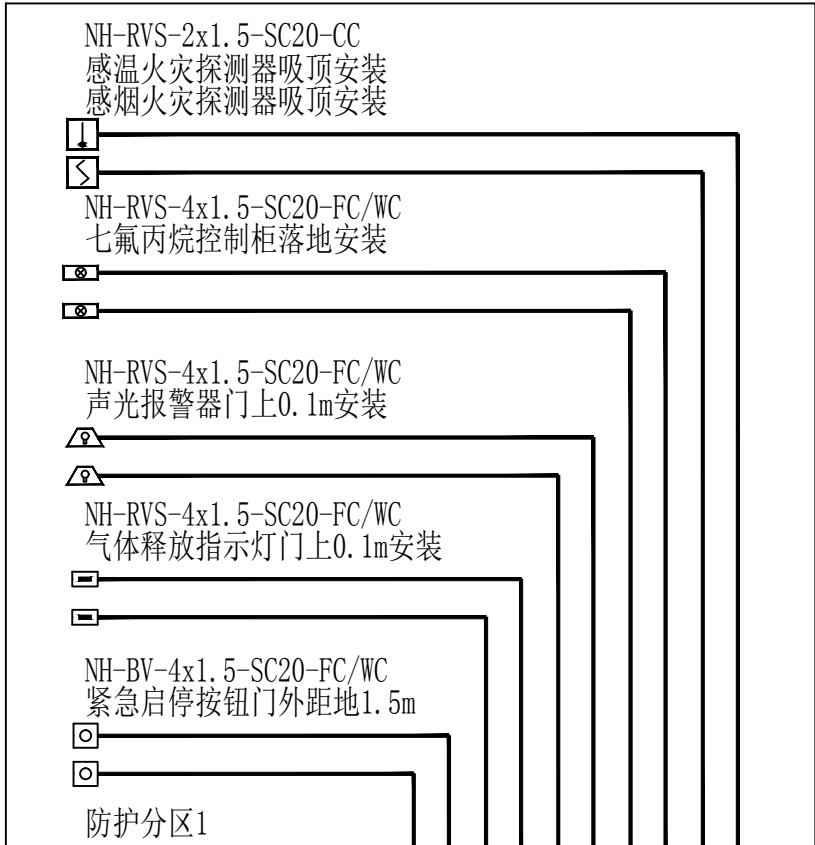 NH-RVS-2x1.5-SC20-CC
感温火灾探测器吸顶安装
感烟火灾探测器吸顶安装
NH-RVS-4x1.5-SC20-FC/WC
七氟丙烷控制柜落地安装
NH-RVS-4x1.5-SC20-FC/WC
声光报警器门上0.1m安装
NH-RVS-4x1.5-SC20-FC/WC
气体释放指示灯门上0.1m安装
NH-BV-4x1.5-SC20-FC/WC
紧急启停按钮门外距地1.5m
防护分区1